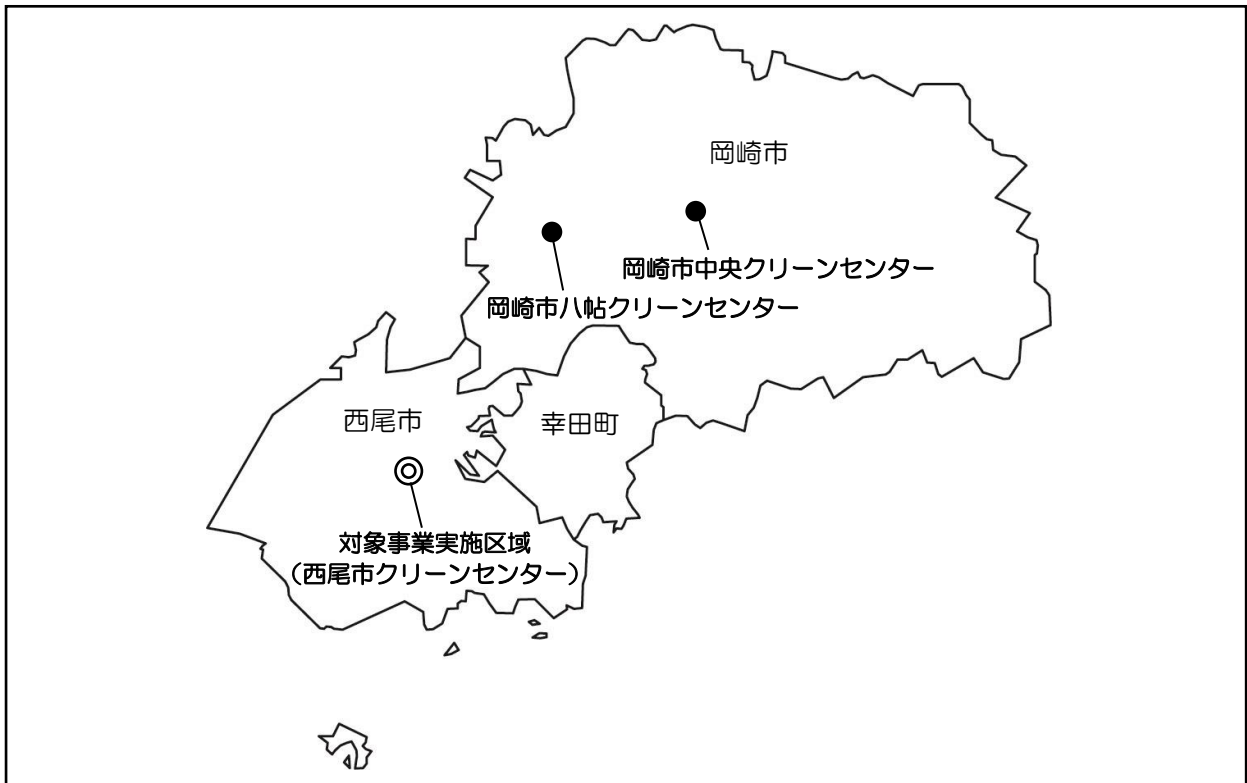 岡崎市
岡崎市中央クリーンセンター
岡崎市八帖クリーンセンター
西尾市
幸田町
対象事業実施区域
（西尾市クリーンセンター）